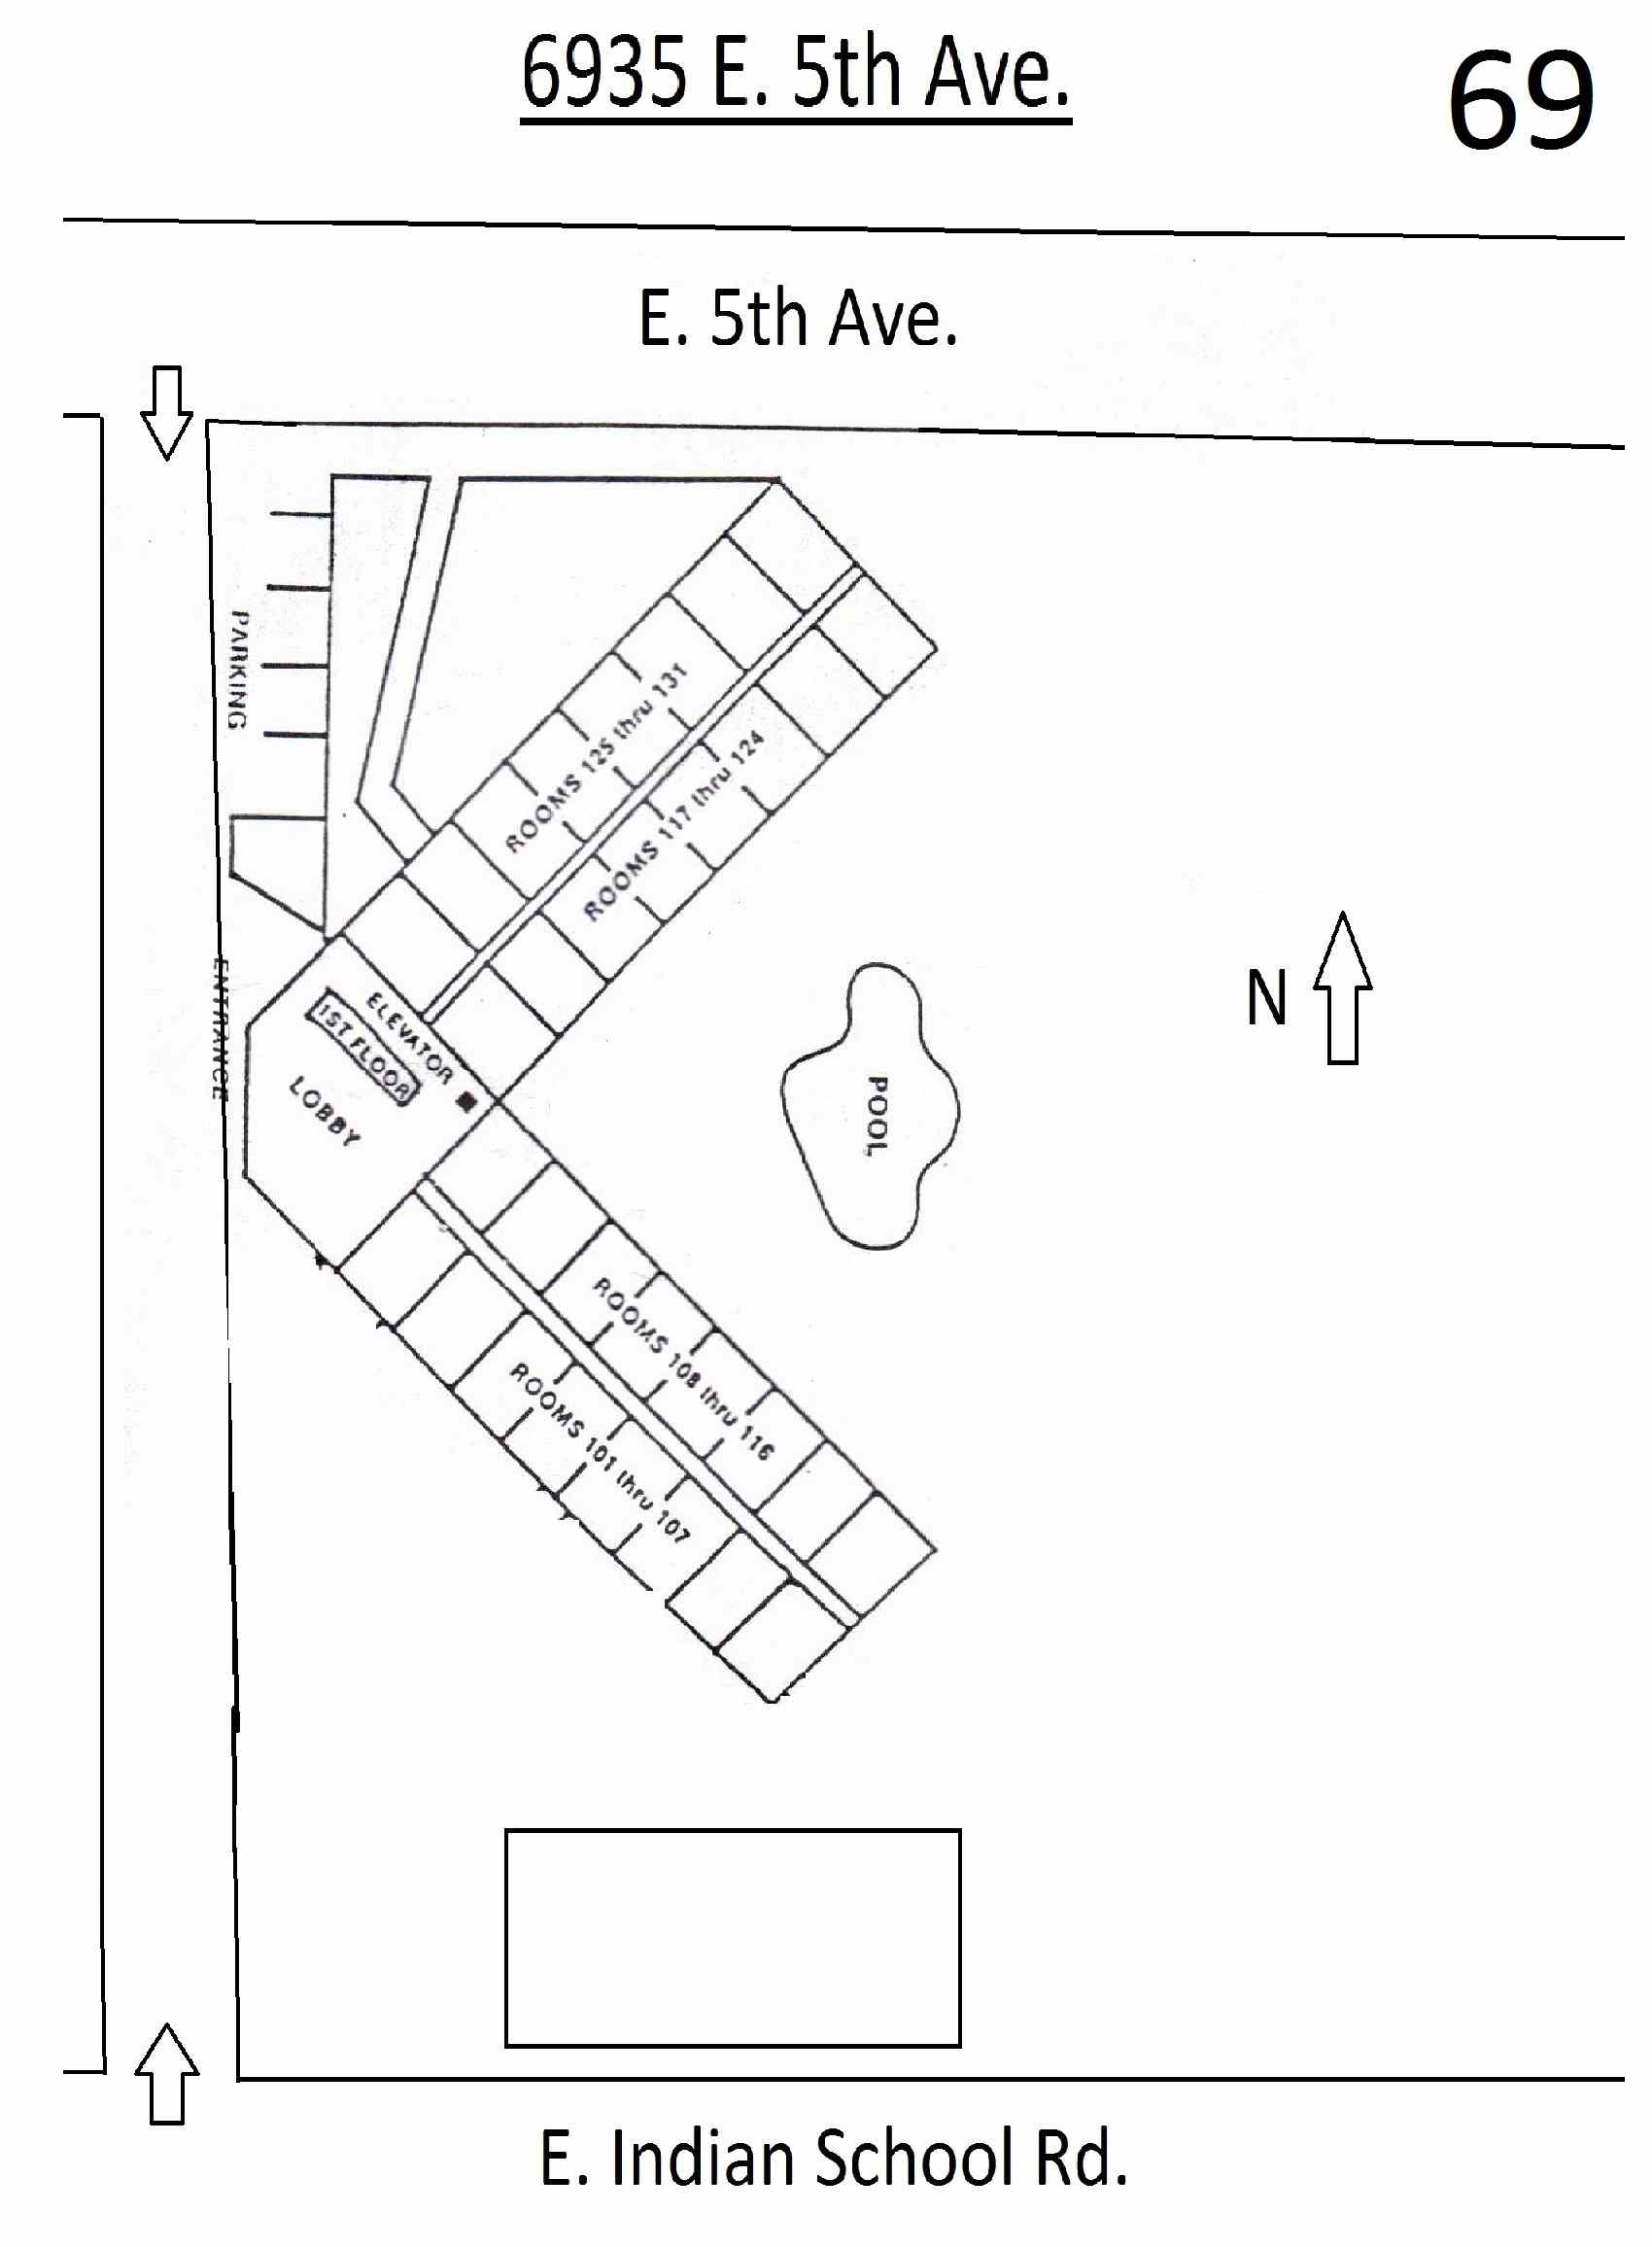 6935 E. 5th Ave.
69
E. 5th Ave.
PARKING
ROOMS 125 thru 131
ROOMS 117 thru 124
ENTRANCE
ELEVATOR
1ST FLOOR
LOBBY
POOL
N
ROOMS 108 thru 116
ROOMS 101 thru 107
E. Indian School Rd.